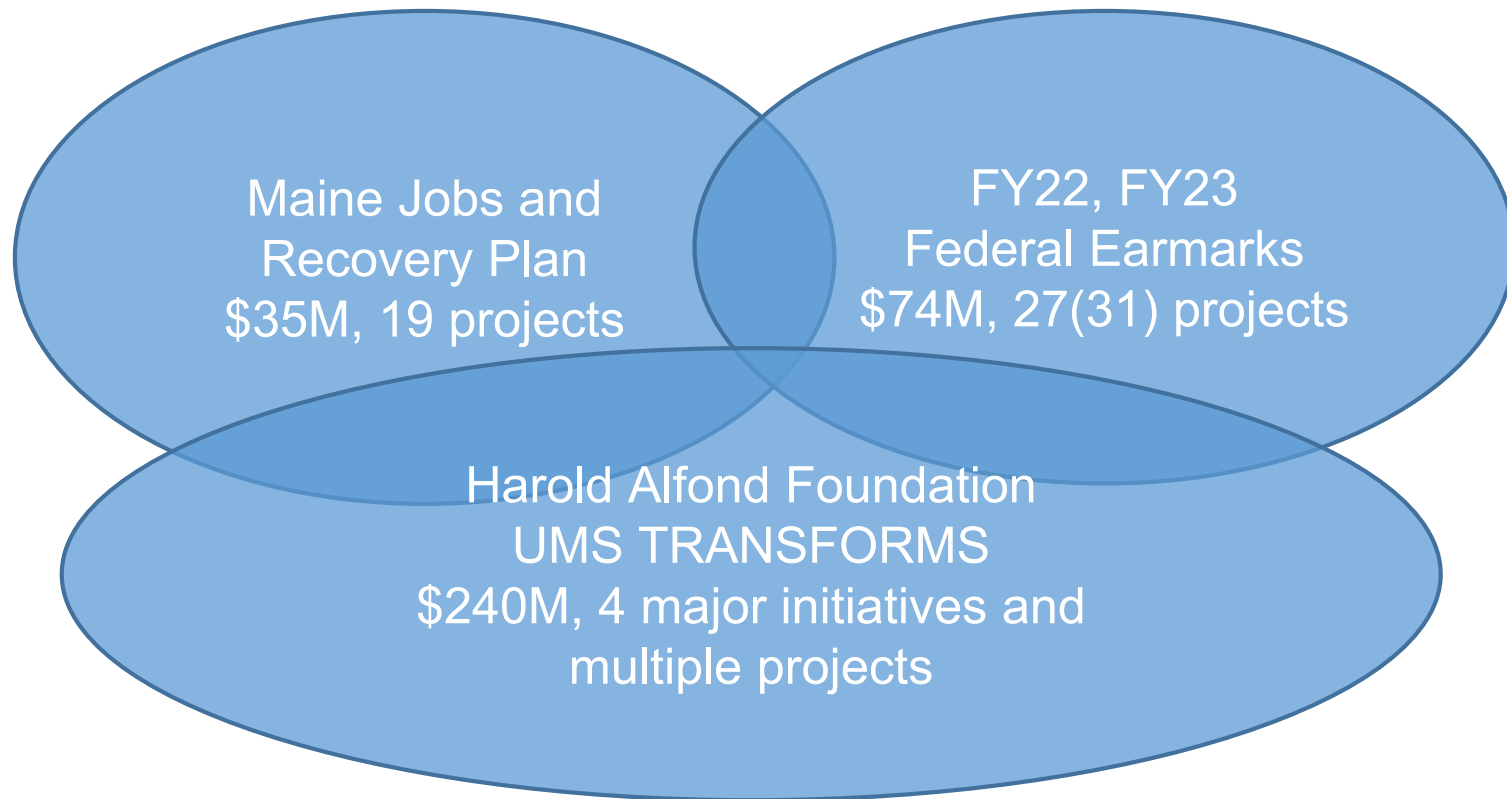 Maine Jobs and
Recovery Plan
$35M, 19 projects
FY22, FY23
Federal Earmarks
$74M, 27(31) projects
Harold Alfond Foundation
UMS TRANSFORMS
$240M, 4 major initiatives and
multiple projects